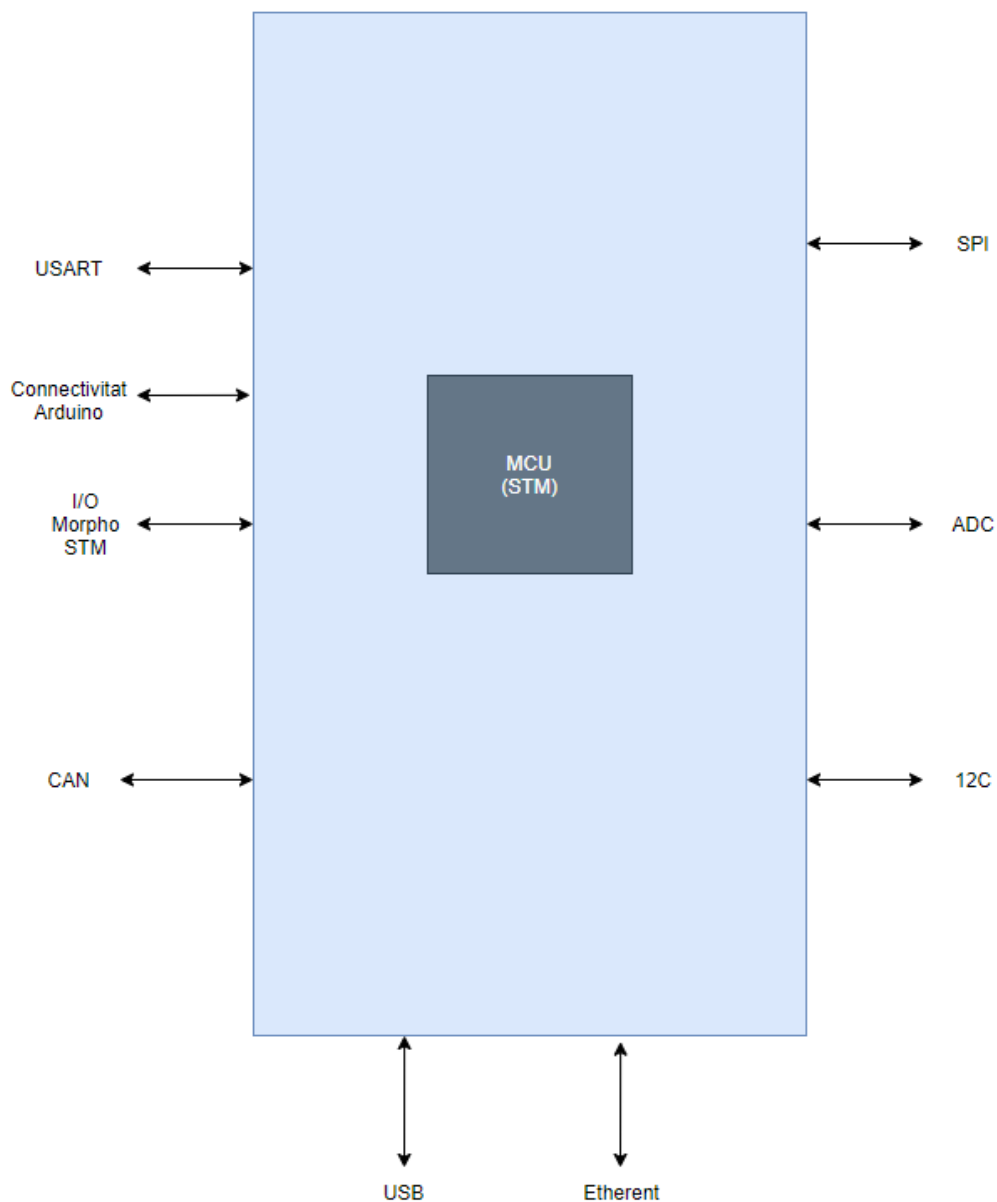 SPI
USART
Connectivitat
Arduino
MCU
(STM)
I/O
Morpho
STM
ADC
CAN
12C
USB
Etherent